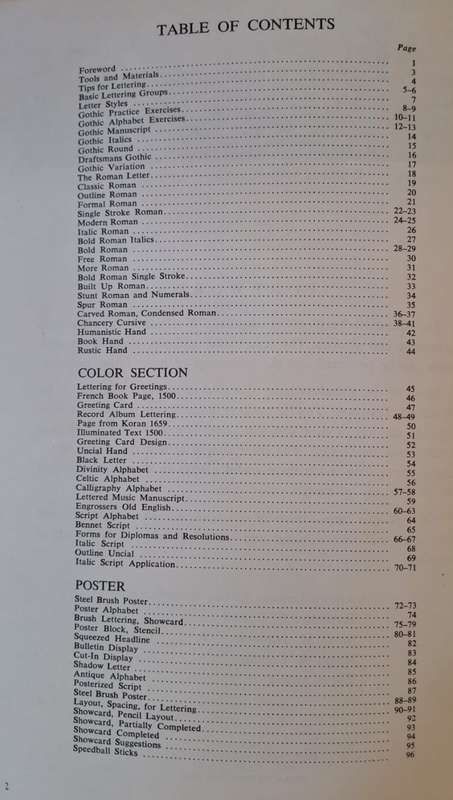 TABLE OF CONTENTS
Page
Foreword 1
Tools and Materials 3
Tips for Lettering 4
Basic Lettering Groups 5–6
Letter Styles 7
Gothic Practice Exercises 8–9
Gothic Alphabet Exercises 10–11
Gothic Manuscript 12–13
Gothic Italics 14
Gothic Round 15
Draftsmans Gothic 16
Gothic Variation 17
The Roman Letter 18
Classic Roman 19
Outline Roman 20
Formal Roman 21
Single Stroke Roman 22–23
Modern Roman 24–25
Italic Roman 26
Bold Roman Italics 27
Bold Roman 28–29
Free Roman 30
More Roman 31
Bold Roman Single Stroke 32
Built Up Roman 33
Stunt Roman and Numerals 34
Spur Roman 35
Carved Roman, Condensed Roman 36–37
Chancery Cursive 38–41
Humanistic Hand 42
Book Hand 43
Rustic Hand 44
COLOR SECTION
Lettering for Greetings 45
French Book Page, 1500 46
Greeting Card 47
Record Album Lettering 48–49
Page from Koran 1659 50
Illuminated Text 1500 51
Greeting Card Design 52
Uncial Hand 53
Black Letter 54
Divinity Alphabet 55
Celtic Alphabet 56
Calligraphy Alphabet 57–58
Lettered Music Manuscript 59
Engrossers Old English 60–63
Script Alphabet 64
Bennet Script 65
Forms for Diplomas and Resolutions 66–67
Italic Script 68
Outline Uncial 69
Italic Script Application 70–71
POSTER
Steel Brush Poster 72–73
Poster Alphabet 74
Brush Lettering, Showcard 75–79
Poster Block, Stencil 80–81
Squeezed Headline 82
Bulletin Display 83
Cut-In Display 84
Shadow Letter 85
Antique Alphabet 86
Posterized Script 87
Steel Brush Poster 88–89
Layout, Spacing, for Lettering 90–91
Showcard, Pencil Layout 92
Showcard, Partially Completed 93
Showcard Completed 94
Showcard Suggestions 95
Speedball Sticks 96
2